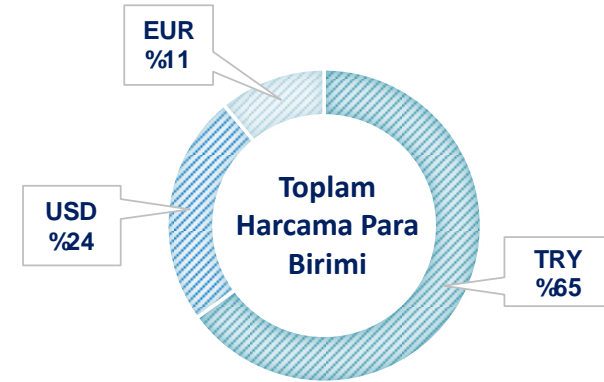 EUR
%11
USD
%24
Toplam
Harcama Para
Birimi
TRY
%65